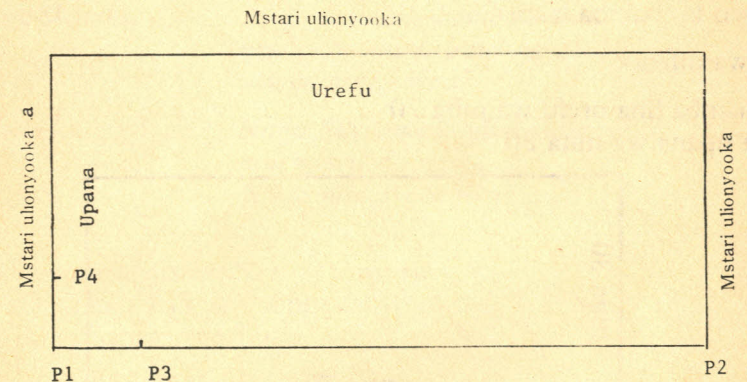 Mstari ulionyooka
Urefu
Mstari ulionyooka a
Upana
Mstari ulionyooka
P4
P1
P3
P2